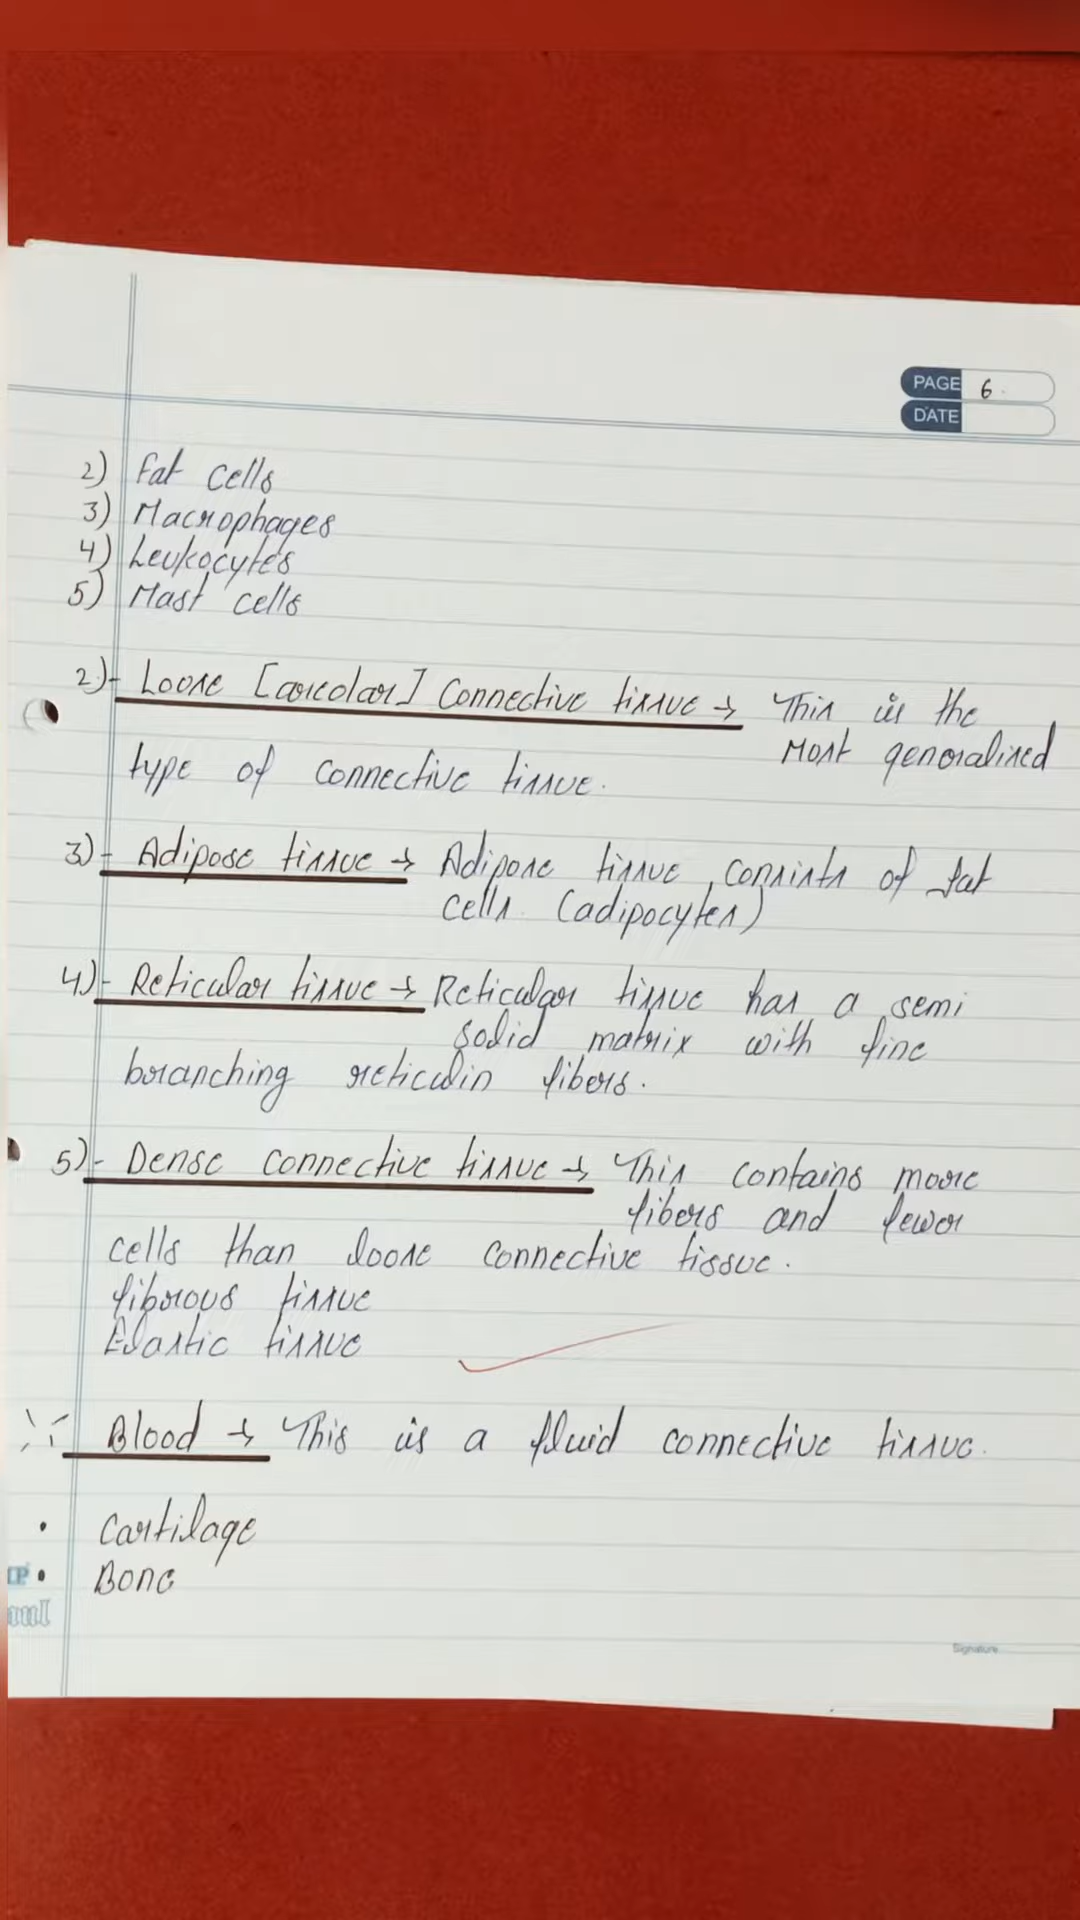 PAGE 6.
DATE
2) Fat cells
3) Macrophages
4) Leukocytes
5) Mast cells
2)- Loose [areolar] connective tissue → This is the
most generalised
type of connective tissue.
3)- Adipose tissue → Adipose tissue consists of fat
cells (adipocytes)
4)- Reticular tissue → Reticular tissue has a semi
solid matrix with fine
branching reticulin fibers.
5)- Dense connective tissue → This contains more
fibers and fewer
cells than loose connective tissue.
fibrous tissue
Elastic tissue
Blood → This is a fluid connective tissue.
• Cartilage
• Bone
Signature